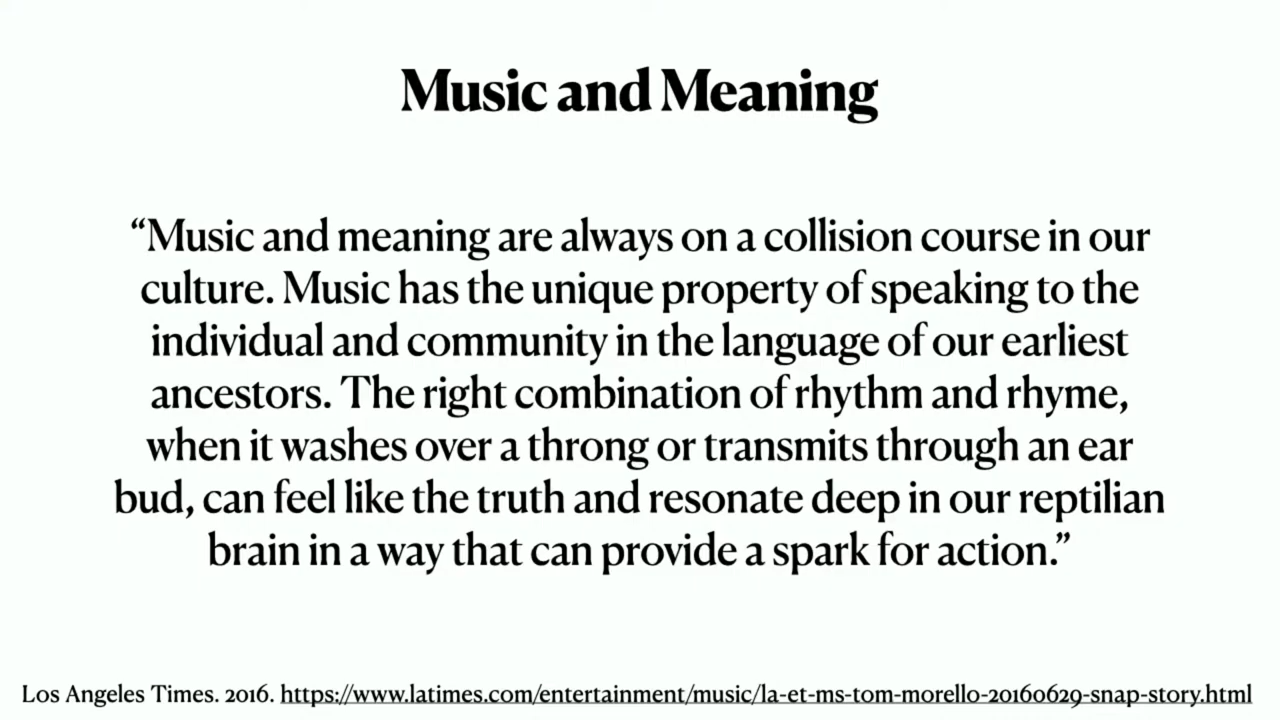 Music and Meaning
“Music and meaning are always on a collision course in our
culture. Music has the unique property of speaking to the
individual and community in the language of our earliest
ancestors. The right combination of rhythm and rhyme,
when it washes over a throng or transmits through an ear
bud, can feel like the truth and resonate deep in our reptilian
brain in a way that can provide a spark for action.”
Los Angeles Times. 2016. https://www.latimes.com/entertainment/music/la-et-ms-tom-morello-20160629-snap-story.html